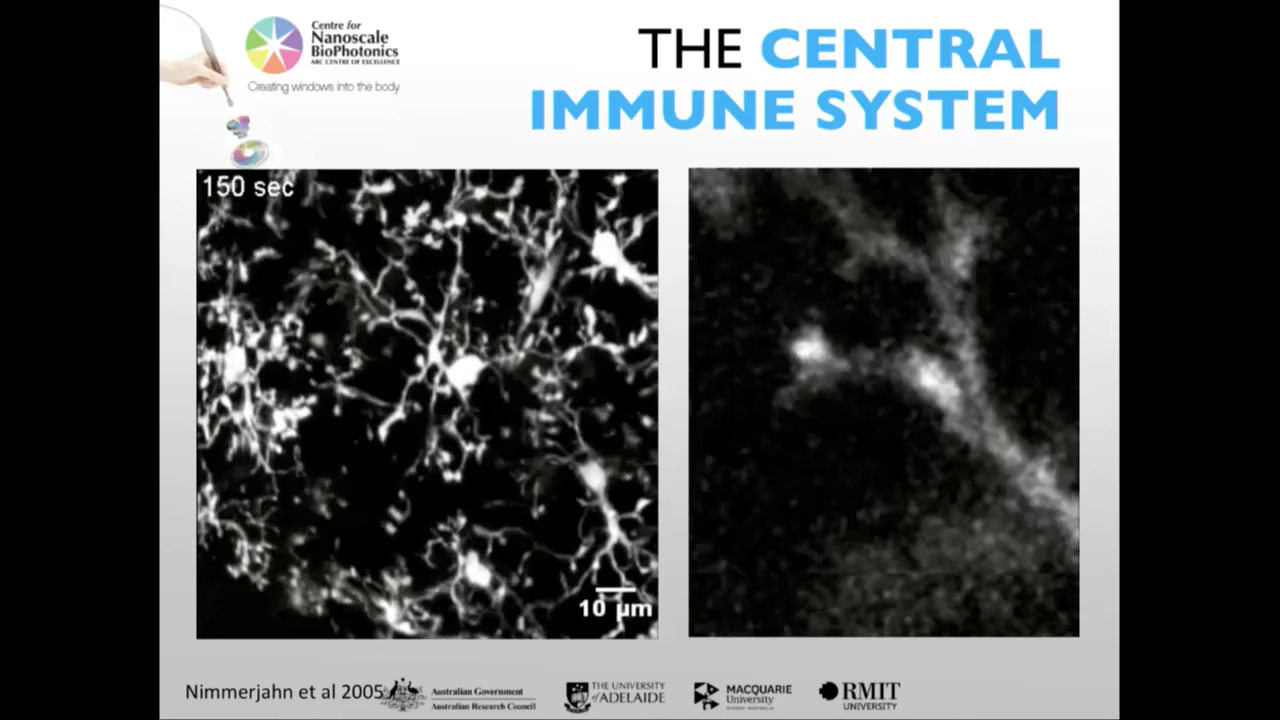 Centre for
Nanoscale
BioPhotonics
ARC CENTRE OF EXCELLENCE
Creating windows into the body
THE CENTRAL
IMMUNE SYSTEM
150 sec
10 µm
Nimmerjahn et al 2005
Australian Government
Australian Research Council
THE UNIVERSITY
of ADELAIDE
MACQUARIE
University
SYDNEY·AUSTRALIA
RMIT
UNIVERSITY